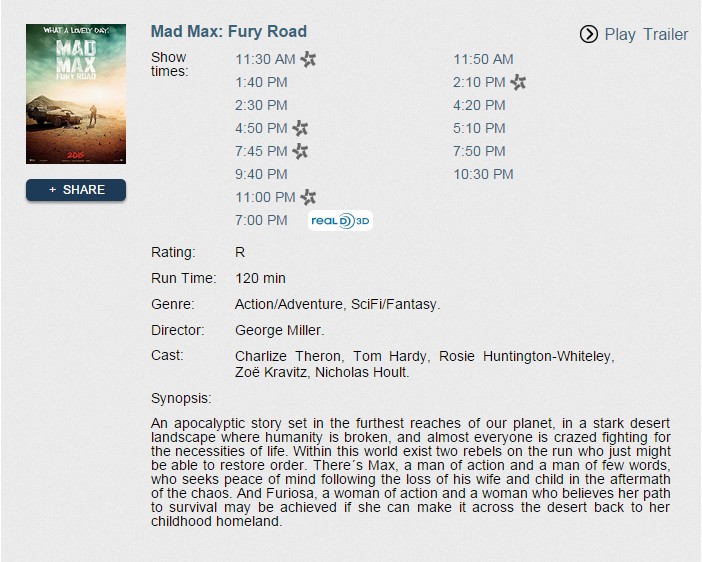 WHAT A LOVELY DAY.
MAD
MAX
FURY ROAD
2015
+ SHARE
Mad Max: Fury Road
Play Trailer
Show times:
11:30 AM 11:50 AM
1:40 PM 2:10 PM
2:30 PM 4:20 PM
4:50 PM 5:10 PM
7:45 PM 7:50 PM
9:40 PM 10:30 PM
11:00 PM
7:00 PM REAL D 3D
Rating: R
Run Time: 120 min
Genre: Action/Adventure, SciFi/Fantasy.
Director: George Miller.
Cast: Charlize Theron, Tom Hardy, Rosie Huntington-Whiteley,
Zoë Kravitz, Nicholas Hoult.
Synopsis:
An apocalyptic story set in the furthest reaches of our planet, in a stark desert
landscape where humanity is broken, and almost everyone is crazed fighting for
the necessities of life. Within this world exist two rebels on the run who just might
be able to restore order. There´s Max, a man of action and a man of few words,
who seeks peace of mind following the loss of his wife and child in the aftermath
of the chaos. And Furiosa, a woman of action and a woman who believes her path
to survival may be achieved if she can make it across the desert back to her
childhood homeland.